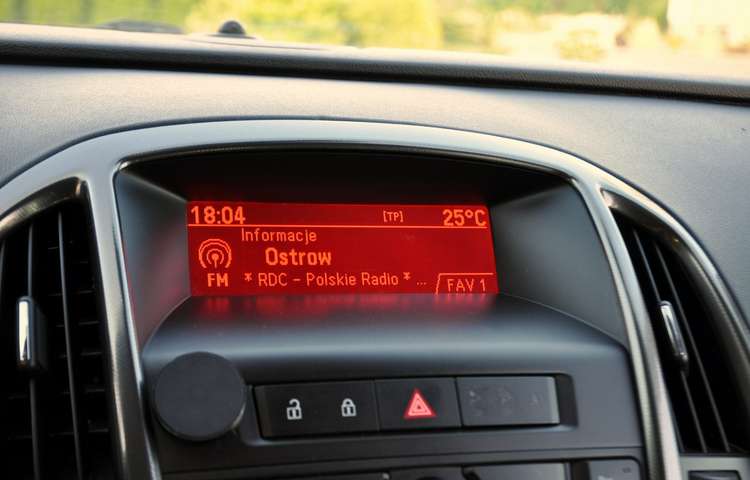 18:04 [TP] 25°C
Informacje
Ostrow
FM * RDC - Polskie Radio * ... FAV 1